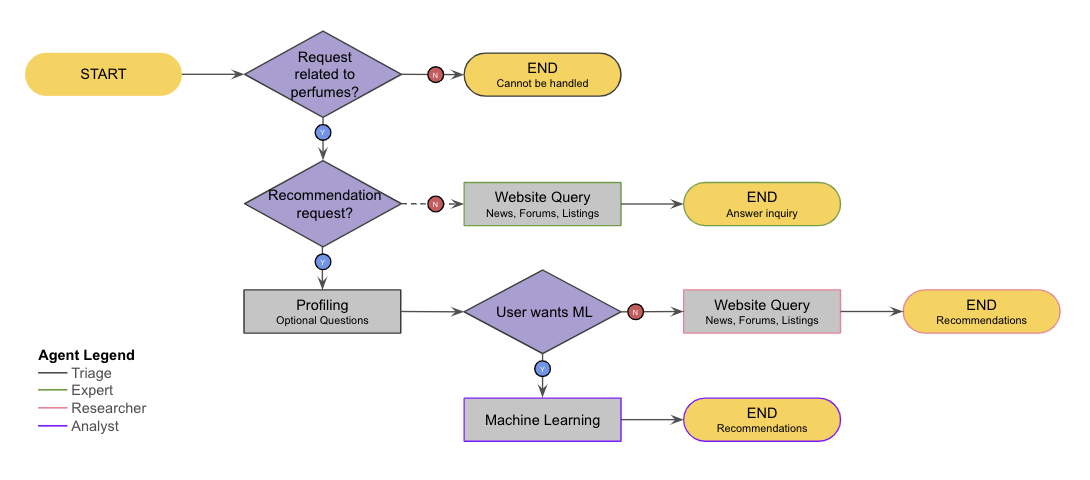 START
Request
related to
perfumes?
N
END
Cannot be handled
Y
Recommendation
request?
N
Website Query
News, Forums, Listings
END
Answer inquiry
Y
Profiling
Optional Questions
User wants ML
N
Website Query
News, Forums, Listings
END
Recommendations
Y
Machine Learning
END
Recommendations
Agent Legend
Triage
Expert
Researcher
Analyst